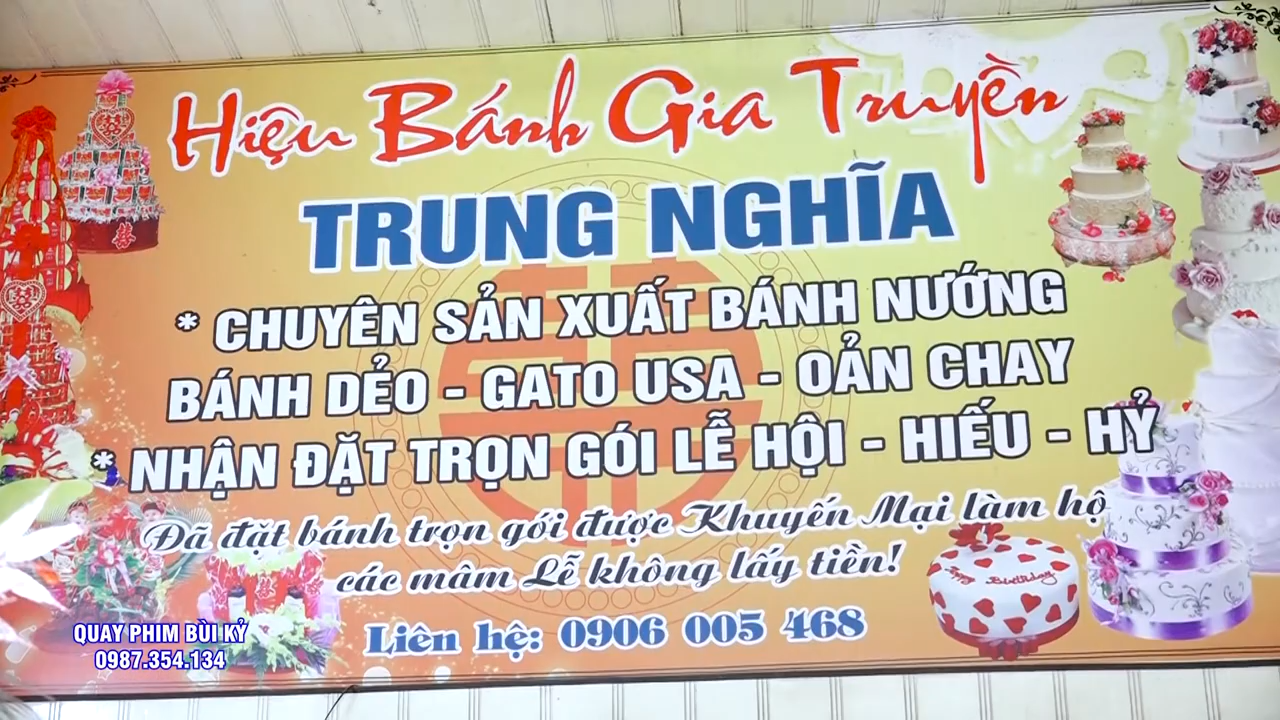 Hiệu Bánh Gia Truyền
TRUNG NGHĨA
* CHUYÊN SẢN XUẤT BÁNH NƯỚNG
BÁNH DẺO - GATO USA - OẢN CHAY
* NHẬN ĐẶT TRỌN GÓI LỄ HỘI - HIẾU - HỶ
Đã đặt bánh trọn gói được Khuyến Mại làm hộ
các mâm Lễ không lấy tiền!
Liên hệ: 0906 005 468
Happy Birthday
QUAY PHIM BÙI KỶ
0987.354.134